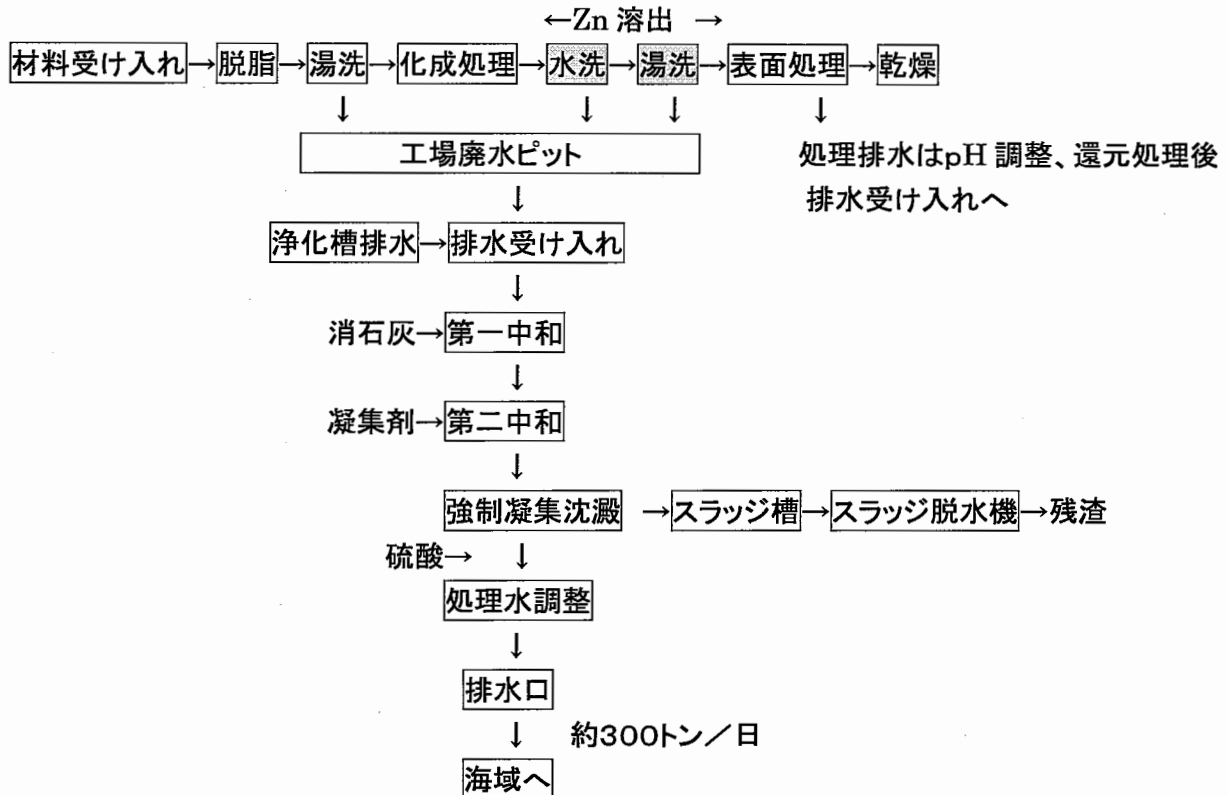 ←Zn 溶出 →
材料受け入れ→脱脂→湯洗→化成処理→水洗→湯洗→表面処理→乾燥
↓ ↓ ↓ ↓
工場廃水ピット
処理排水はpH 調整、還元処理後
排水受け入れへ
↓
浄化槽排水→排水受け入れ
↓
消石灰→第一中和
↓
凝集剤→第二中和
↓
強制凝集沈澱 →スラッジ槽→スラッジ脱水機→残渣
硫酸→ ↓
処理水調整
↓
排水口
↓ 約300トン／日
海域へ